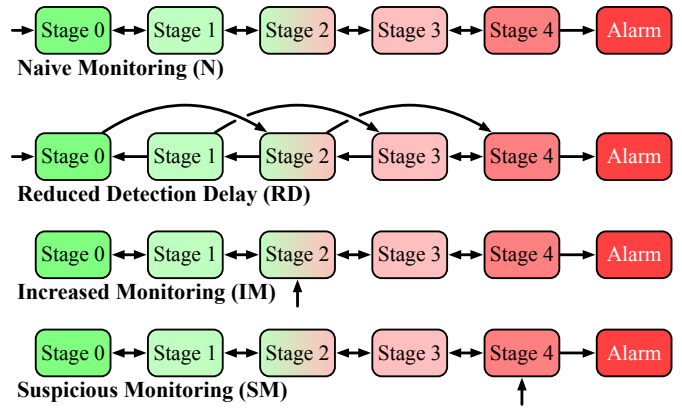 Stage 0 Stage 1 Stage 2 Stage 3 Stage 4 Alarm
Naive Monitoring (N)
Stage 0 Stage 1 Stage 2 Stage 3 Stage 4 Alarm
Reduced Detection Delay (RD)
Stage 0 Stage 1 Stage 2 Stage 3 Stage 4 Alarm
Increased Monitoring (IM)
Stage 0 Stage 1 Stage 2 Stage 3 Stage 4 Alarm
Suspicious Monitoring (SM)